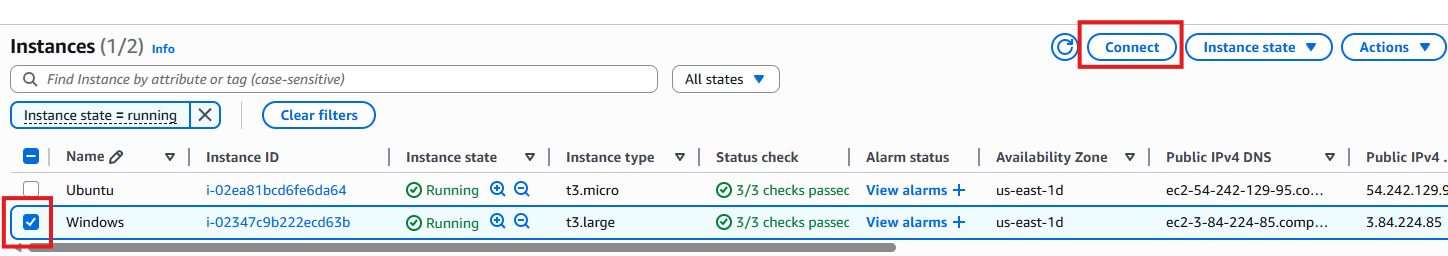 Instances (1/2) Info Connect Instance state Actions
Find Instance by attribute or tag (case-sensitive) All states
Instance state = running Clear filters
Name Instance ID Instance state Instance type Status check Alarm status Availability Zone Public IPv4 DNS Public IPv4 .
Ubuntu i-02ea81bcd6fe6da64 Running t3.micro 3/3 checks passec View alarms + us-east-1d ec2-54-242-129-95.co... 54.242.129.9
Windows i-02347c9b222ecd63b Running t3.large 3/3 checks passec View alarms + us-east-1d ec2-3-84-224-85.comp... 3.84.224.85